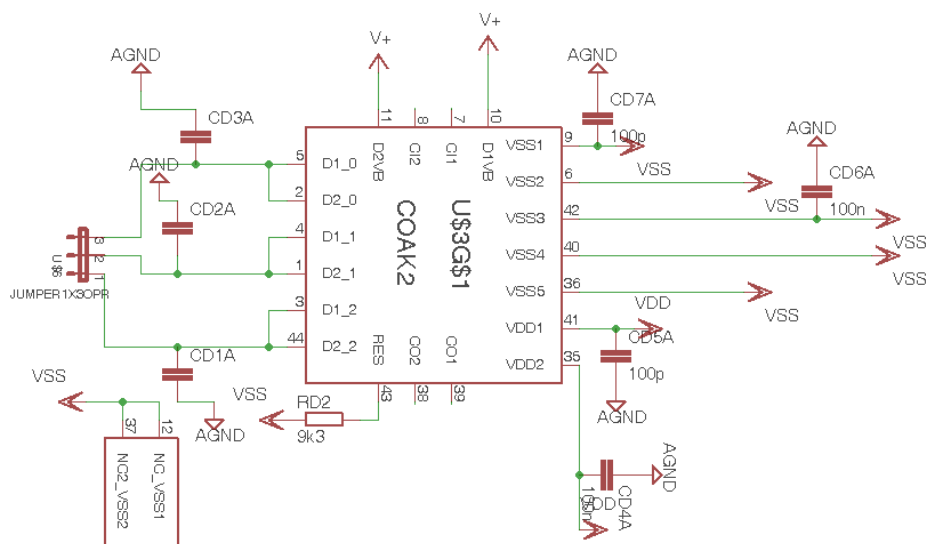 V+
V+
AGND
AGND
CD3A
CD7A
100p
AGND
CD6A
100n
AGND
CD2A
11
8
7
10
D2VB
CI2
CI1
D1VB
5
D1_0
2
D2_0
4
D1_1
1
D2_1
3
D1_2
44
D2_2
COAK2
U$3G$1
VSS1
9
VSS
VSS2
6
VSS
VSS3
42
VSS
VSS4
40
VSS
VSS5
36
VSS
VDD1
41
VDD
VDD2
35
CD5A
100p
AGND
3
2
1
JUMPER1X3OPR
CD1A
AGND
RES
CO2
CO1
43
38
39
VSS
RD2
9k3
VSS
37
12
NC2_VSS2
NC_VSS1
AGND
CD4A
100n